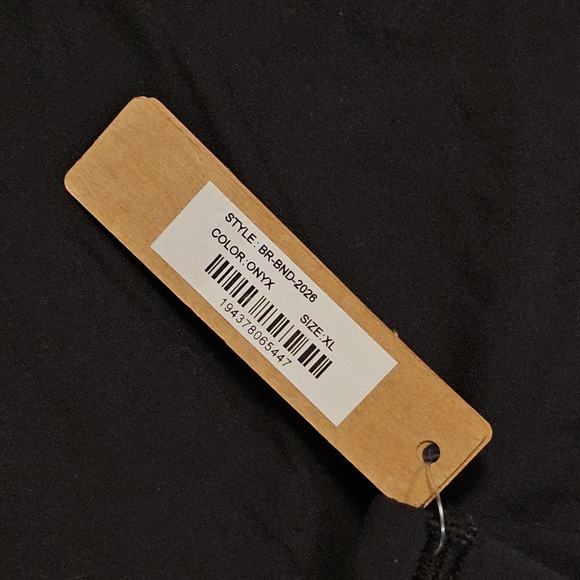 STYLE: BR-BND-2026
COLOR:ONYX SIZE:XL
194378065447